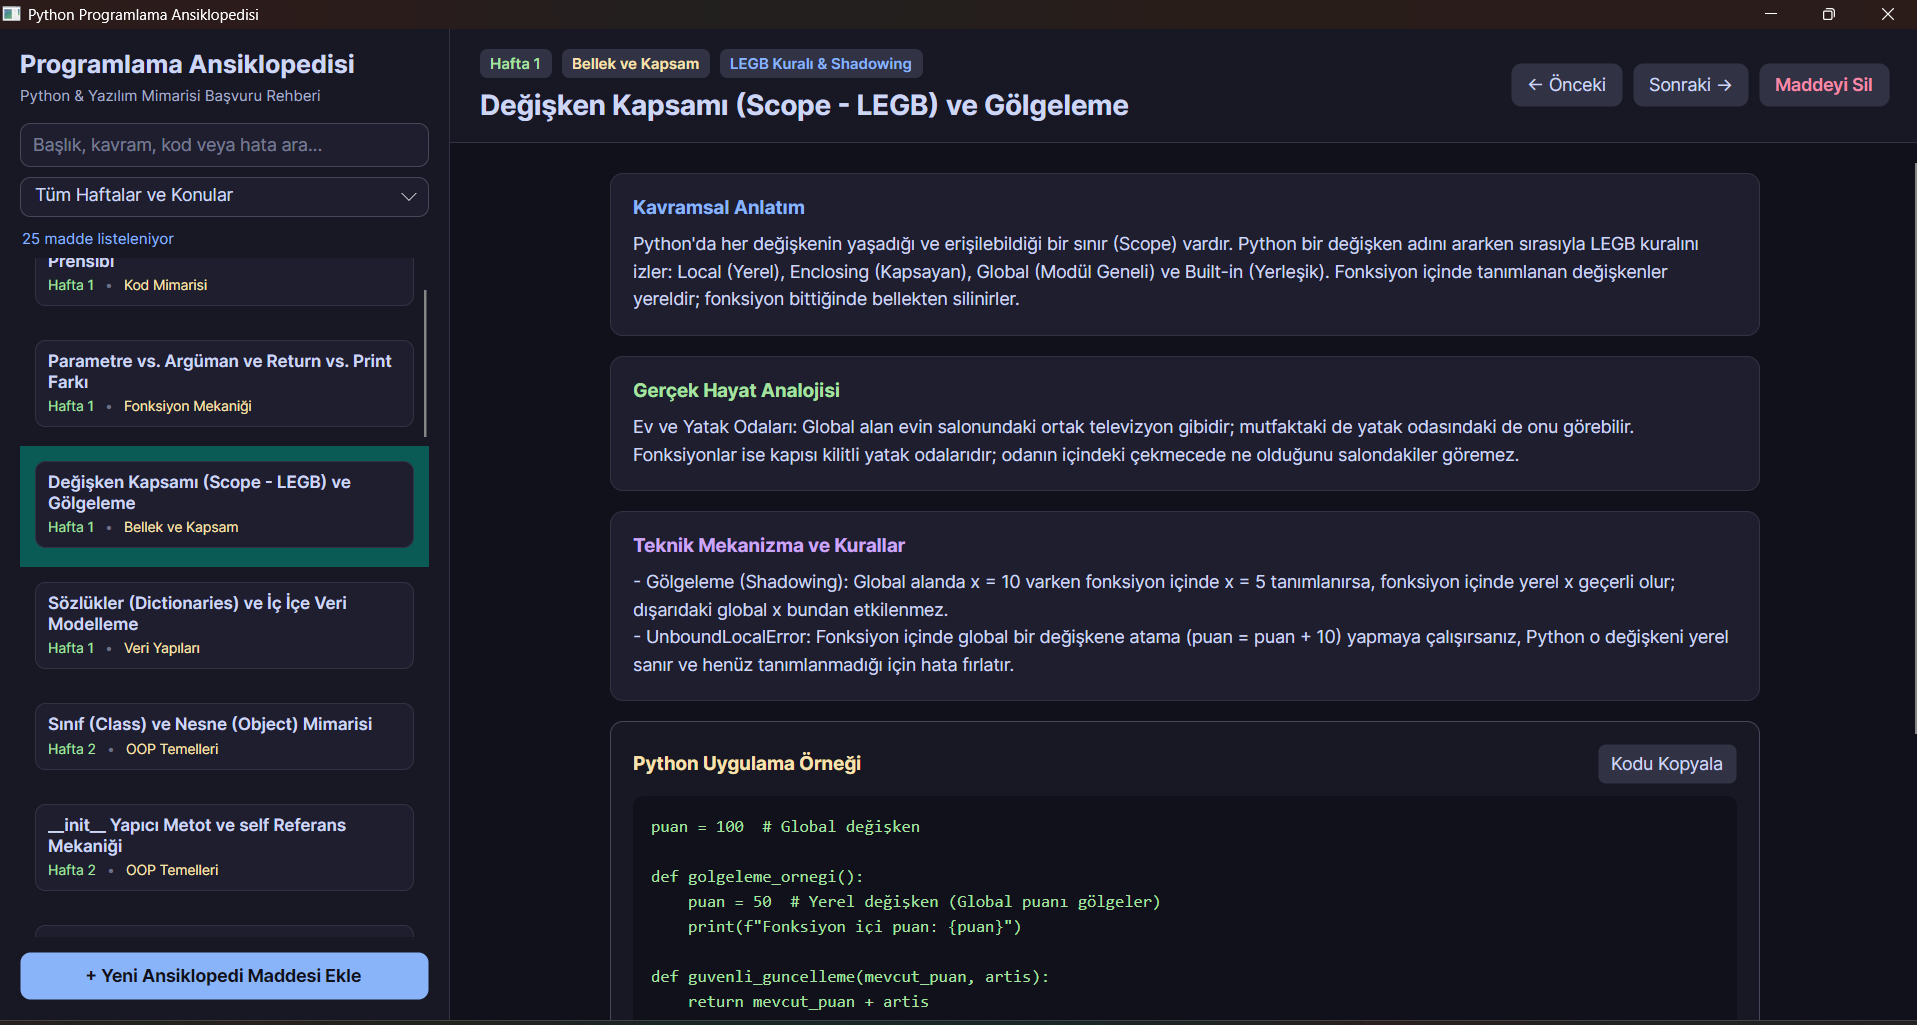 Python Programlama Ansiklopedisi
Programlama Ansiklopedisi
Python & Yazılım Mimarisi Başvuru Rehberi
Başlık, kavram, kod veya hata ara...
Tüm Haftalar ve Konular
25 madde listeleniyor
Prensibi
Hafta 1 • Kod Mimarisi
Parametre vs. Argüman ve Return vs. Print
Farkı
Hafta 1 • Fonksiyon Mekaniği
Değişken Kapsamı (Scope - LEGB) ve
Gölgeleme
Hafta 1 • Bellek ve Kapsam
Sözlükler (Dictionaries) ve İç İçe Veri
Modelleme
Hafta 1 • Veri Yapıları
Sınıf (Class) ve Nesne (Object) Mimarisi
Hafta 2 • OOP Temelleri
__init__ Yapıcı Metot ve self Referans
Mekaniği
Hafta 2 • OOP Temelleri
+ Yeni Ansiklopedi Maddesi Ekle
Hafta 1 Bellek ve Kapsam LEGB Kuralı & Shadowing
Değişken Kapsamı (Scope - LEGB) ve Gölgeleme
← Önceki Sonraki → Maddeyi Sil
Kavramsal Anlatım
Python'da her değişkenin yaşadığı ve erişilebildiği bir sınır (Scope) vardır. Python bir değişken adını ararken sırasıyla LEGB kuralını
izler: Local (Yerel), Enclosing (Kapsayan), Global (Modül Geneli) ve Built-in (Yerleşik). Fonksiyon içinde tanımlanan değişkenler
yereldir; fonksiyon bittiğinde bellekten silinirler.
Gerçek Hayat Analojisi
Ev ve Yatak Odaları: Global alan evin salonundaki ortak televizyon gibidir; mutfaktaki de yatak odasındaki de onu görebilir.
Fonksiyonlar ise kapısı kilitli yatak odalarıdır; odanın içindeki çekmecede ne olduğunu salondakiler göremez.
Teknik Mekanizma ve Kurallar
- Gölgeleme (Shadowing): Global alanda x = 10 varken fonksiyon içinde x = 5 tanımlanırsa, fonksiyon içinde yerel x geçerli olur;
dışarıdaki global x bundan etkilenmez.
- UnboundLocalError: Fonksiyon içinde global bir değişkene atama (puan = puan + 10) yapmaya çalışırsanız, Python o değişkeni yerel
sanır ve henüz tanımlanmadığı için hata fırlatır.
Python Uygulama Örneği
Kodu Kopyala
puan = 100  # Global değişken
def golgeleme_ornegi():
    puan = 50  # Yerel değişken (Global puanı gölgeler)
    print(f"Fonksiyon içi puan: {puan}")
def guvenli_guncelleme(mevcut_puan, artis):
    return mevcut_puan + artis